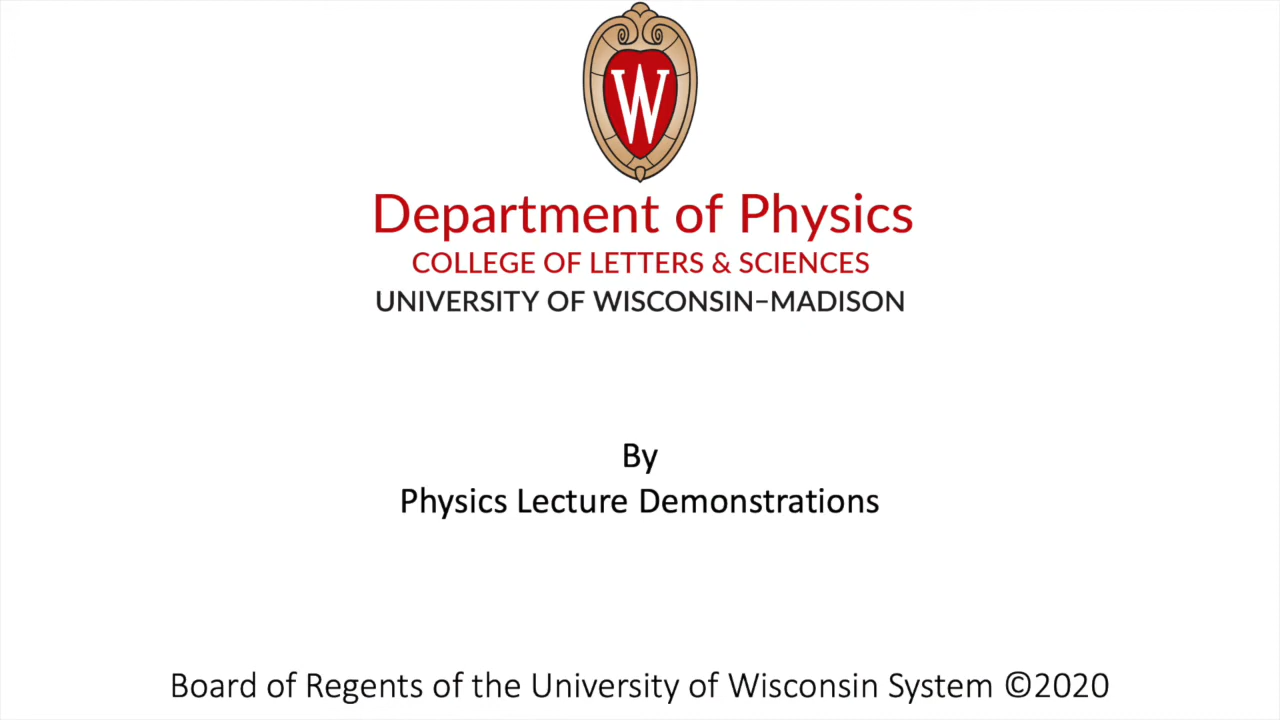 W
Department of Physics
COLLEGE OF LETTERS & SCIENCES
UNIVERSITY OF WISCONSIN–MADISON
By
Physics Lecture Demonstrations
Board of Regents of the University of Wisconsin System ©2020